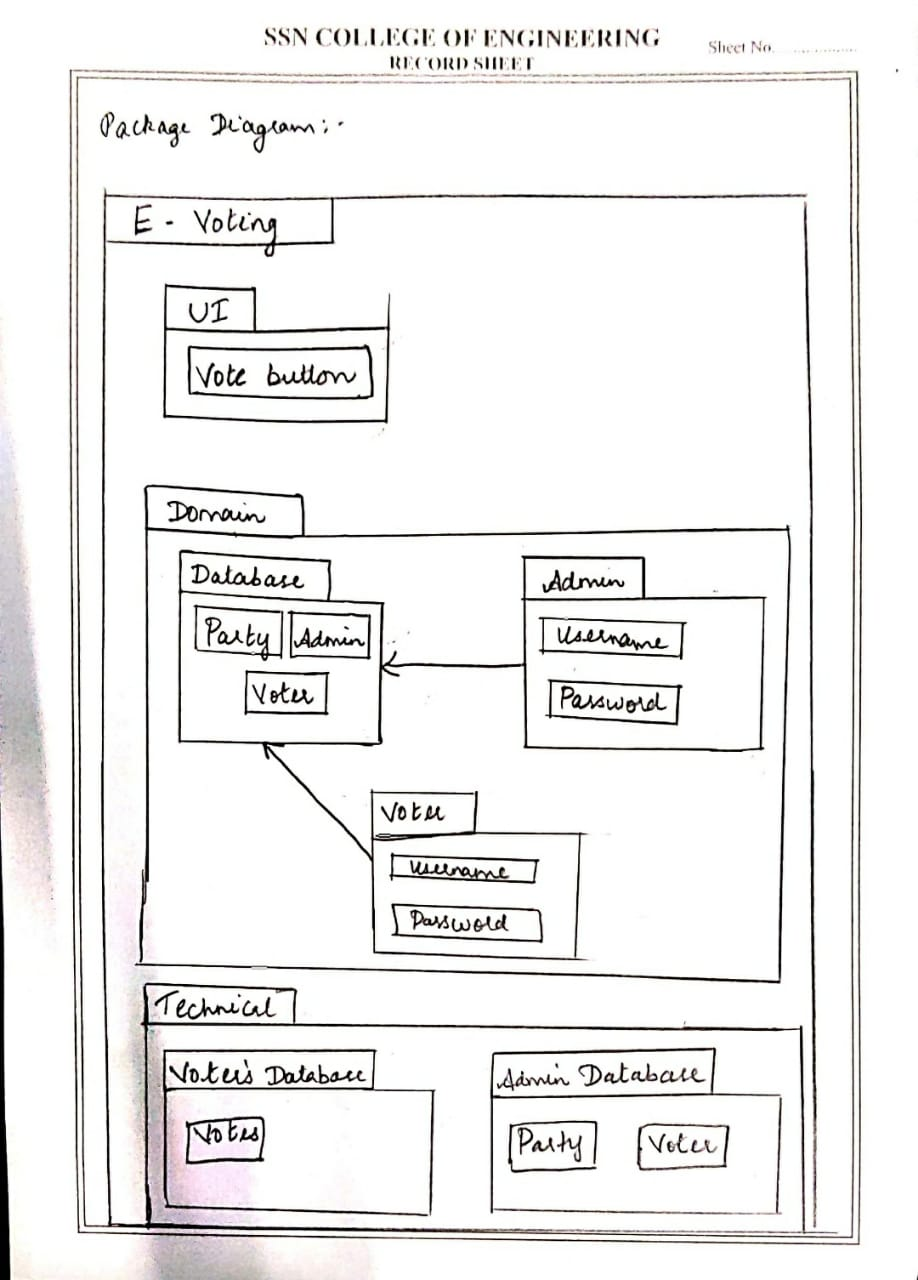 SSN COLLEGE OF ENGINEERING
Sheet No. ..................
RECORD SHEET
Package Diagram:-
E - Voting
UI
Vote button
Domain
Database
Admin
Party Admin
Username
Voter
Password
Voter
Username
Password
Technical
Voter's Database
Admin Database
Votes
Party Voter